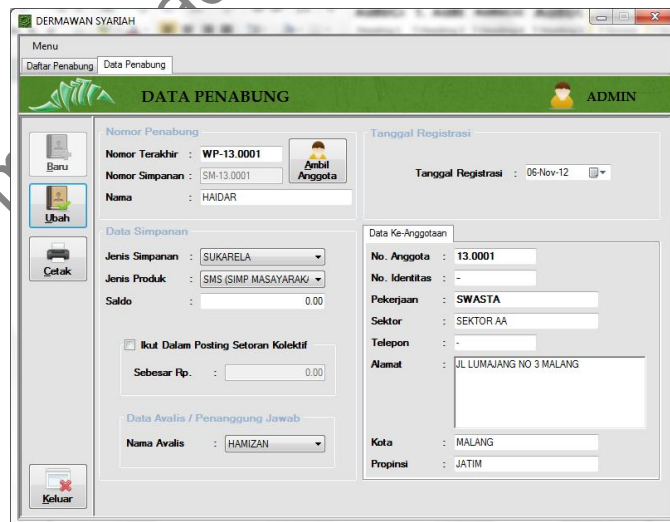 DERMAWAN SYARIAH
Menu
Daftar Penabung Data Penabung
DATA PENABUNG
ADMIN
Baru
Ubah
Cetak
Keluar
Nomor Penabung
Nomor Terakhir : WP-13.0001
Nomor Simpanan : SM-13.0001
Ambil Anggota
Nama : HAIDAR
Tanggal Registrasi
Tanggal Registrasi : 06-Nov-12
Data Simpanan
Jenis Simpanan : SUKARELA
Jenis Produk : SMS (SIMP MASAYARAK/
Saldo : 0.00
Ikut Dalam Posting Setoran Kolektif
Sebesar Rp. : 0.00
Data Avalis / Penanggung Jawab
Nama Avalis : HAMIZAN
Data Ke-Anggotaan
No. Anggota : 13.0001
No. Identitas : -
Pekerjaan : SWASTA
Sektor : SEKTOR AA
Telepon : -
Alamat : JL LUMAJANG NO 3 MALANG
Kota : MALANG
Propinsi : JATIM